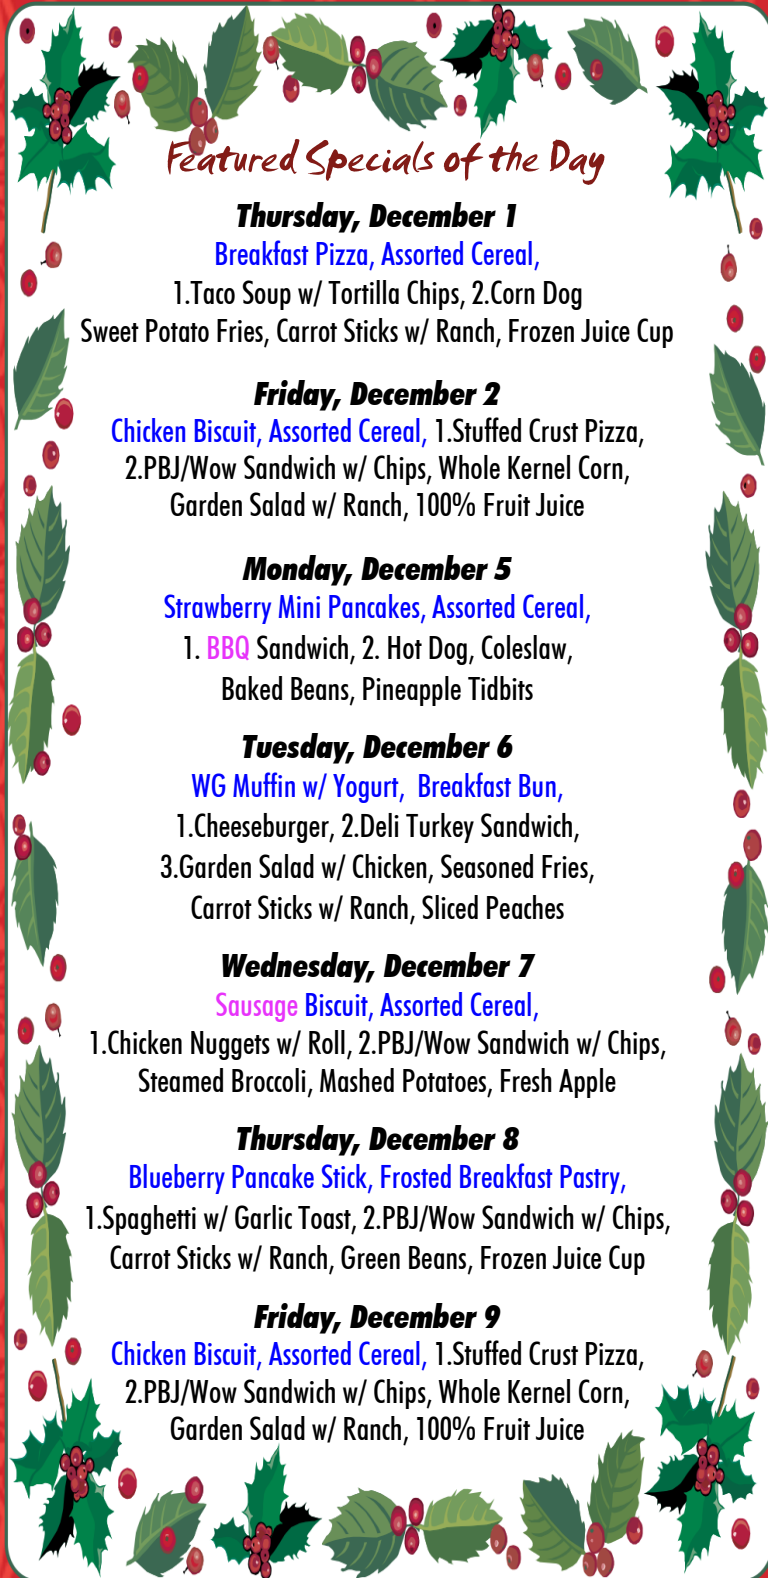 Featured Specials of the Day
Thursday, December 1
Breakfast Pizza, Assorted Cereal,
1.Taco Soup w/ Tortilla Chips, 2.Corn Dog
Sweet Potato Fries, Carrot Sticks w/ Ranch, Frozen Juice Cup
Friday, December 2
Chicken Biscuit, Assorted Cereal, 1.Stuffed Crust Pizza,
2.PBJ/Wow Sandwich w/ Chips, Whole Kernel Corn,
Garden Salad w/ Ranch, 100% Fruit Juice
Monday, December 5
Strawberry Mini Pancakes, Assorted Cereal,
1. BBQ Sandwich, 2. Hot Dog, Coleslaw,
Baked Beans, Pineapple Tidbits
Tuesday, December 6
WG Muffin w/ Yogurt,  Breakfast Bun,
1.Cheeseburger, 2.Deli Turkey Sandwich,
3.Garden Salad w/ Chicken, Seasoned Fries,
Carrot Sticks w/ Ranch, Sliced Peaches
Wednesday, December 7
Sausage Biscuit, Assorted Cereal,
1.Chicken Nuggets w/ Roll, 2.PBJ/Wow Sandwich w/ Chips,
Steamed Broccoli, Mashed Potatoes, Fresh Apple
Thursday, December 8
Blueberry Pancake Stick, Frosted Breakfast Pastry,
1.Spaghetti w/ Garlic Toast, 2.PBJ/Wow Sandwich w/ Chips,
Carrot Sticks w/ Ranch, Green Beans, Frozen Juice Cup
Friday, December 9
Chicken Biscuit, Assorted Cereal, 1.Stuffed Crust Pizza,
2.PBJ/Wow Sandwich w/ Chips, Whole Kernel Corn,
Garden Salad w/ Ranch, 100% Fruit Juice